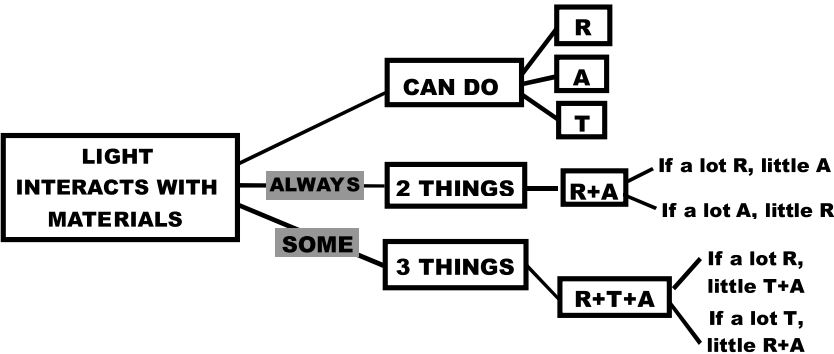 LIGHT
INTERACTS WITH
MATERIALS
CAN DO
R
A
T
ALWAYS
2 THINGS
R+A
If a lot R, little A
If a lot A, little R
SOME
3 THINGS
R+T+A
If a lot R,
little T+A
If a lot T,
little R+A